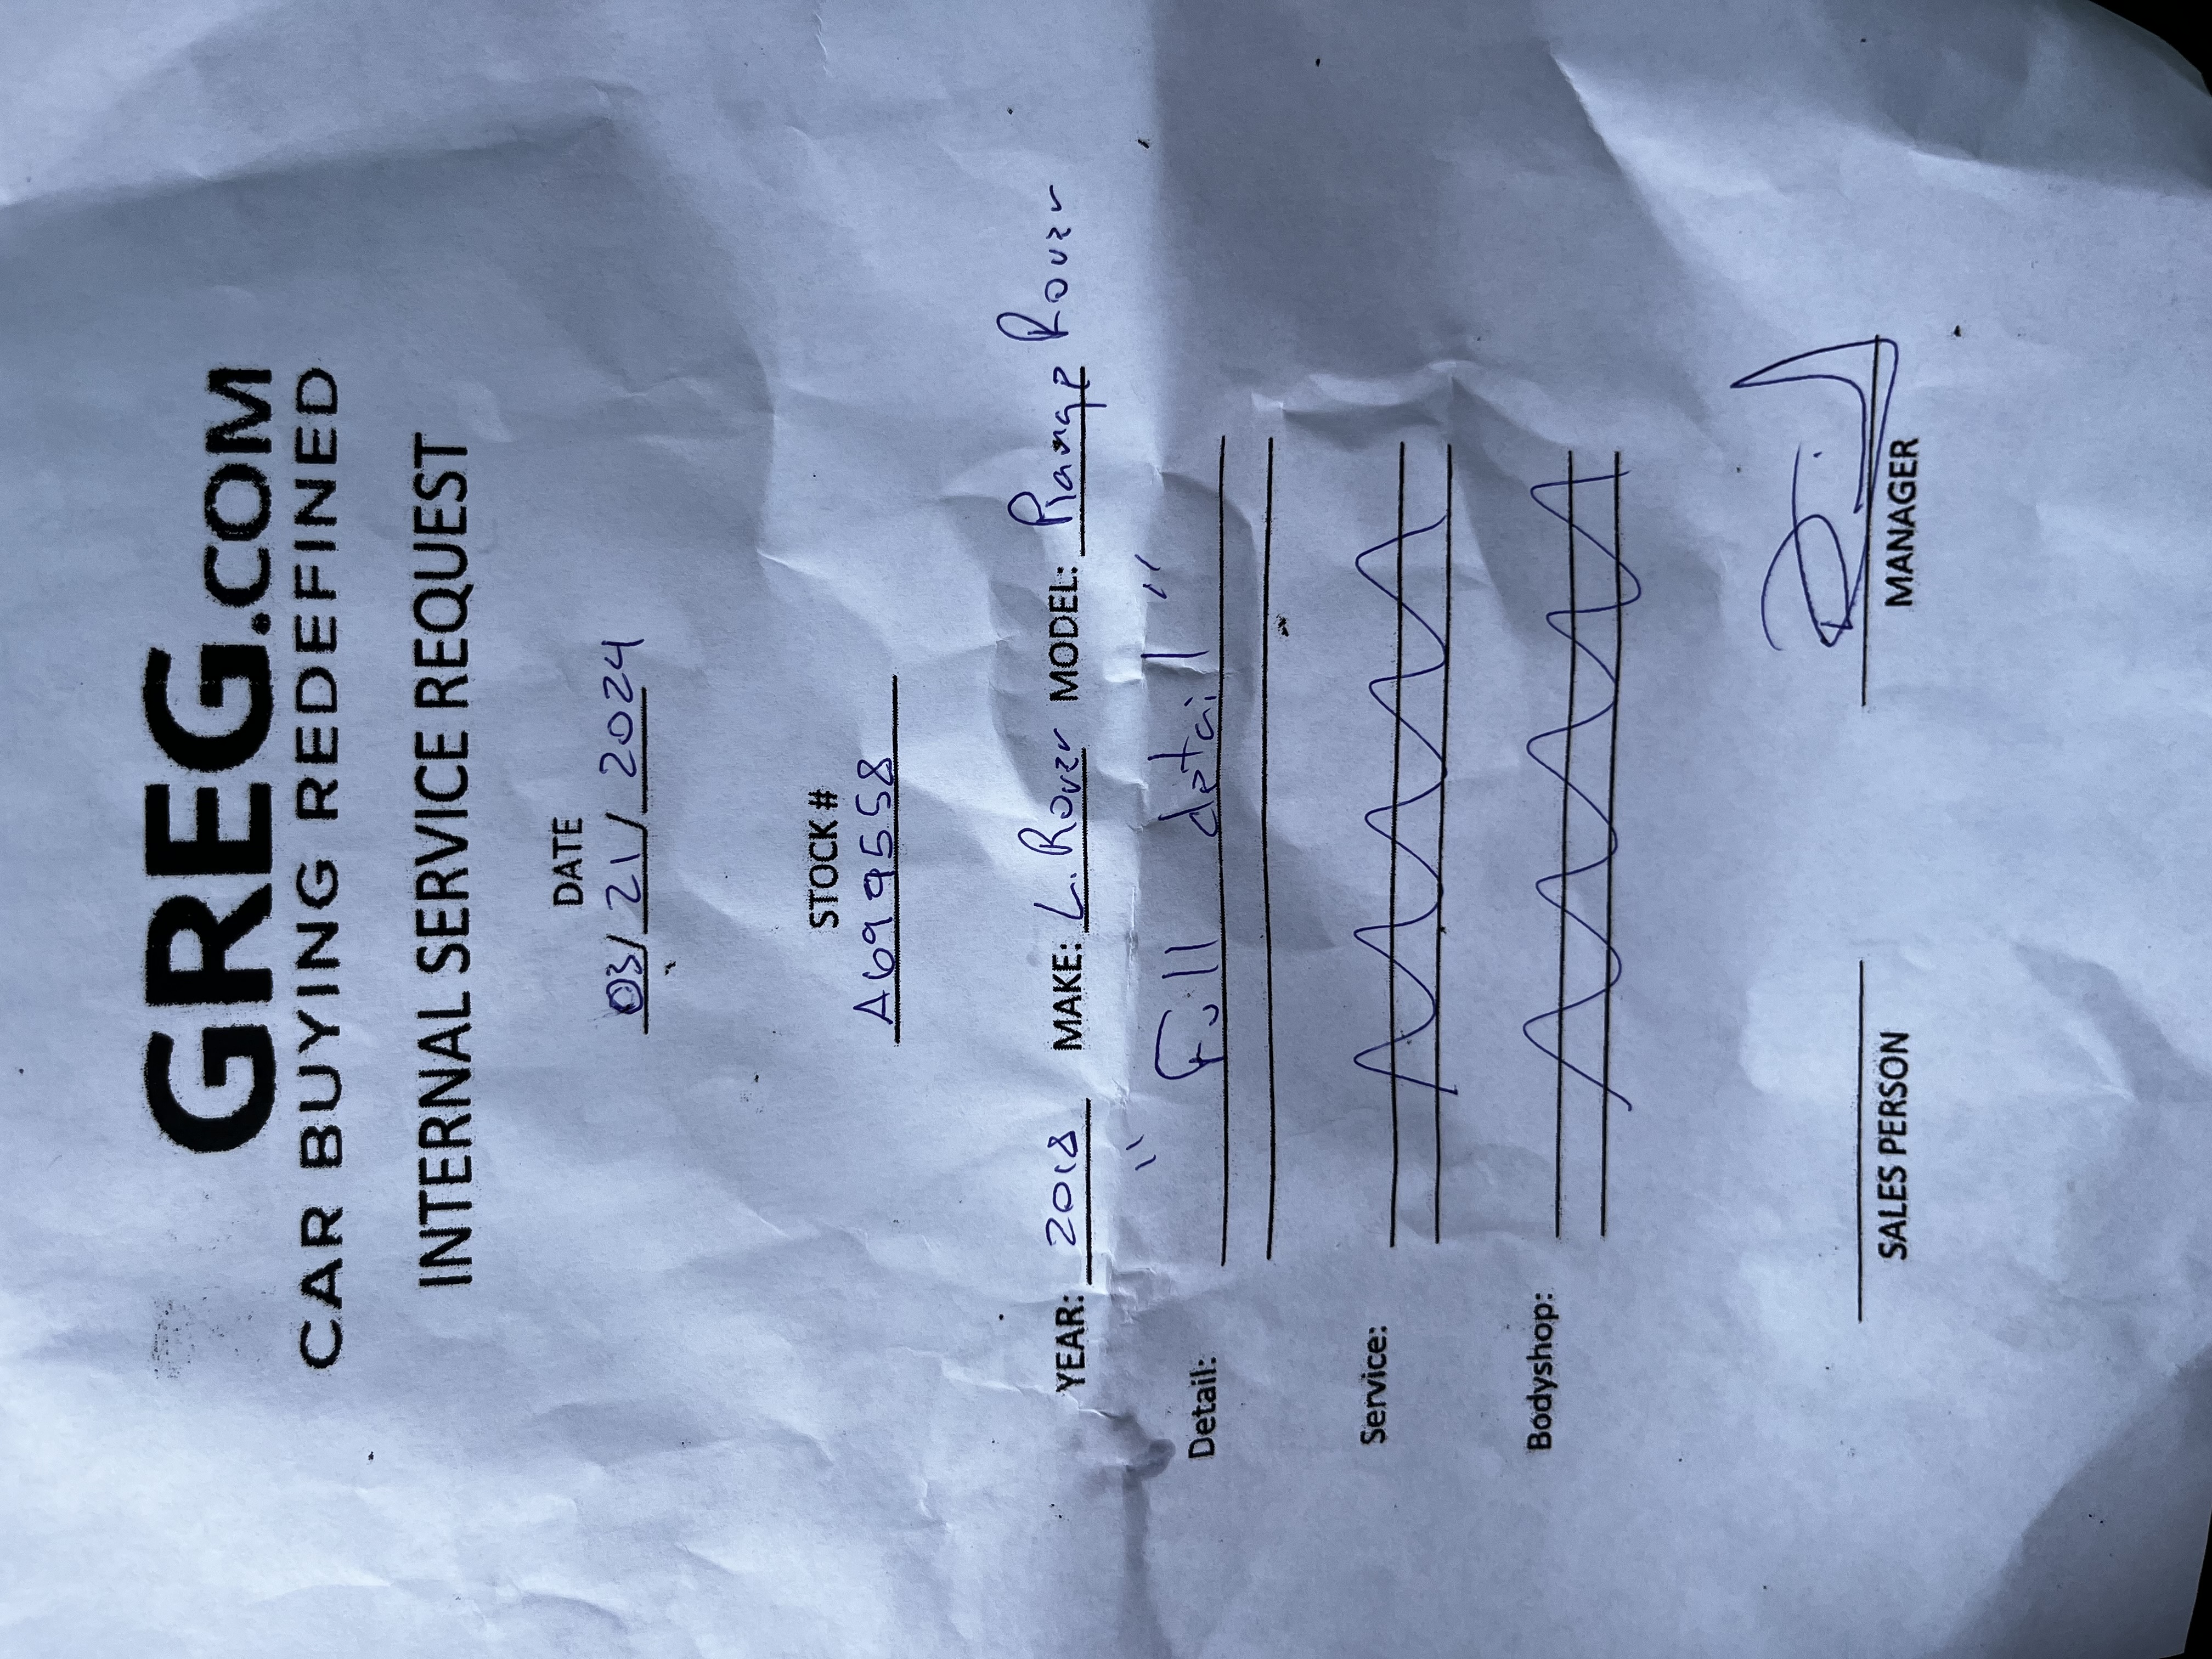 GREG.COM
CAR BUYING REDEFINED
INTERNAL SERVICE REQUEST
DATE
03/21/2024
STOCK #
A699558
YEAR: 2018 MAKE: L. Rover MODEL: Range Rover
Detail: "Full detail"
Service:
Bodyshop:
SALES PERSON MANAGER